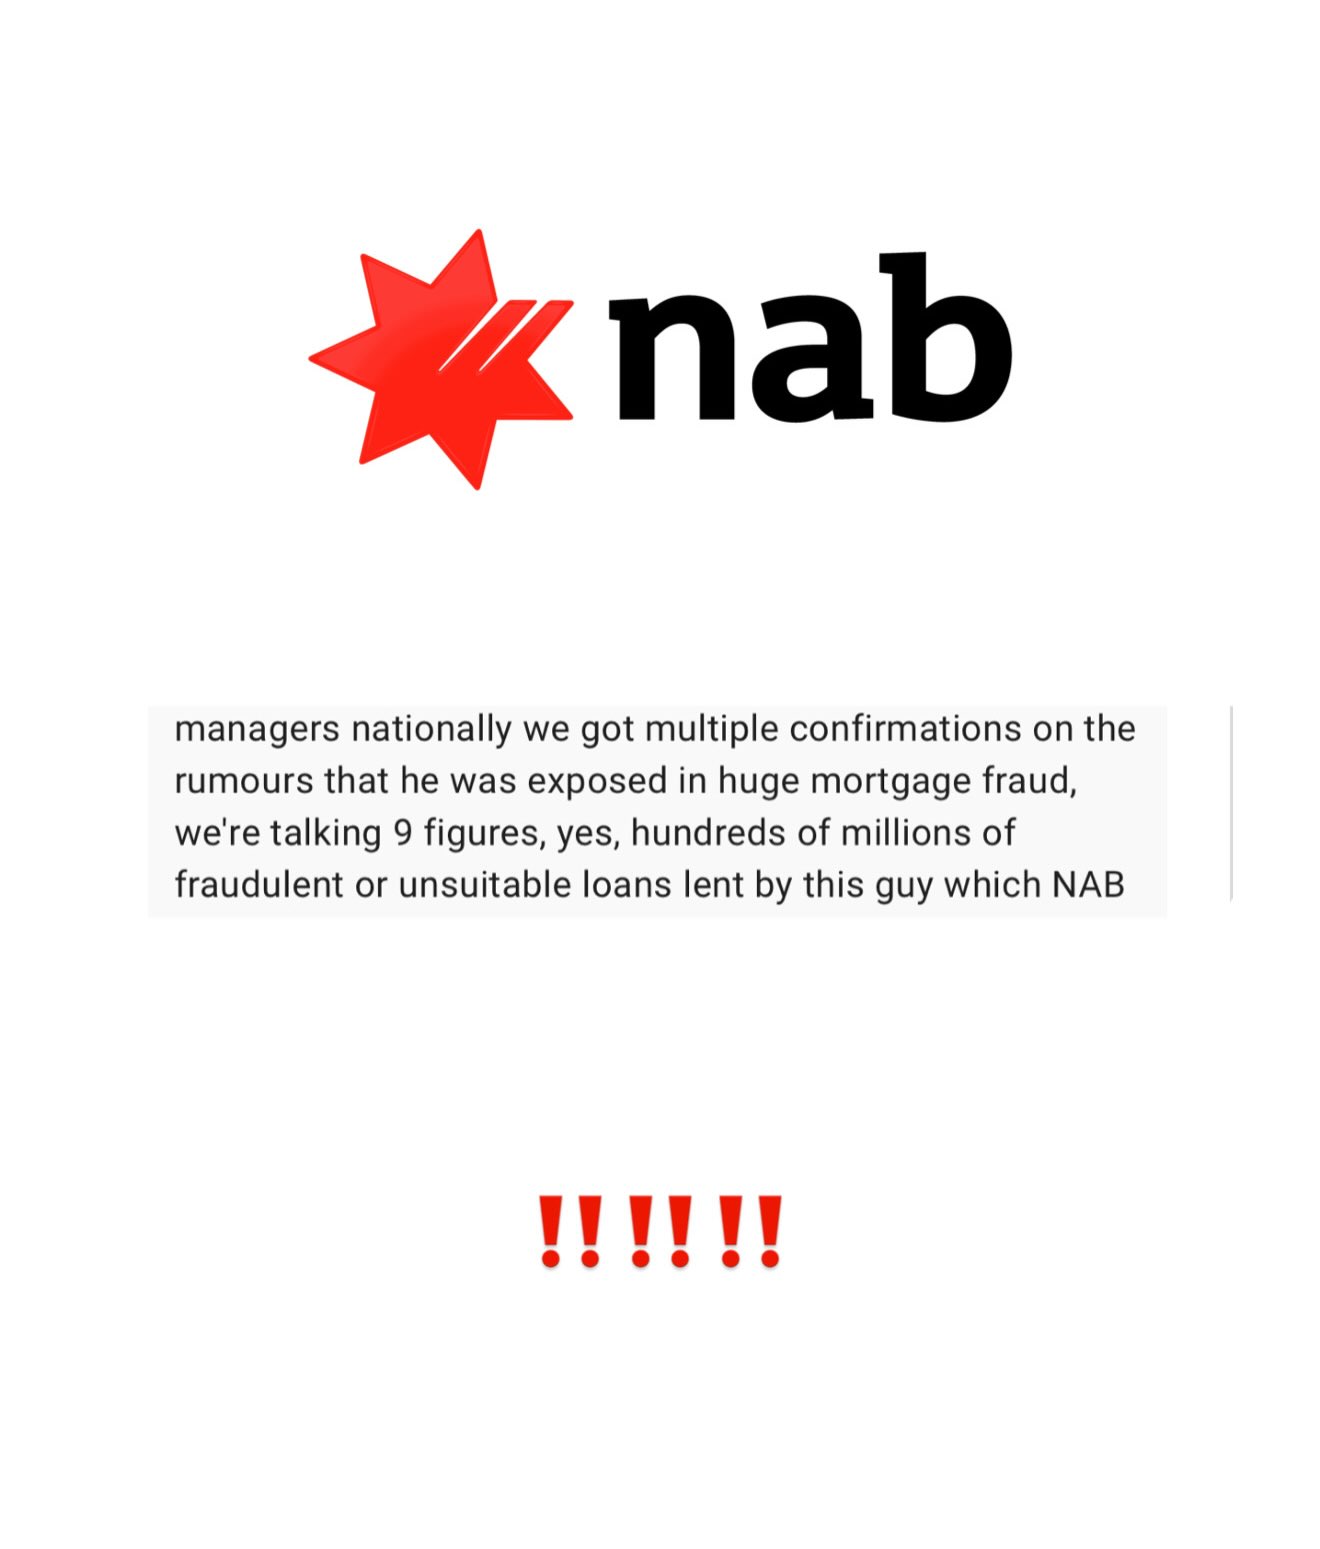 nab
managers nationally we got multiple confirmations on the
rumours that he was exposed in huge mortgage fraud,
we're talking 9 figures, yes, hundreds of millions of
fraudulent or unsuitable loans lent by this guy which NAB
‼️‼️‼️